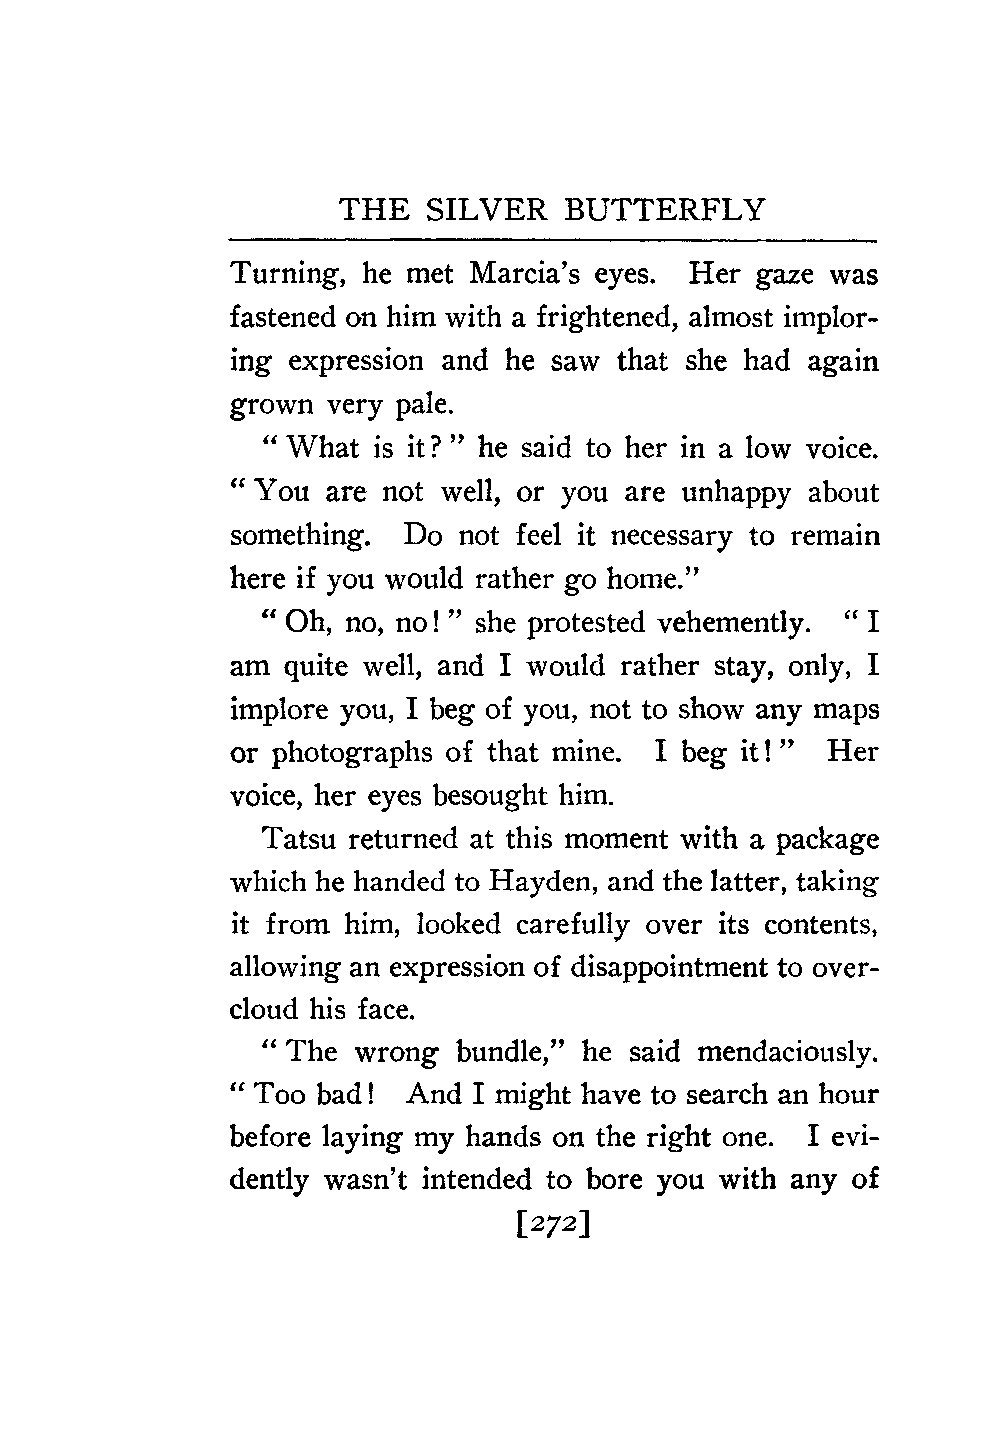 THE SILVER BUTTERFLY
Turning, he met Marcia's eyes. Her gaze was
fastened on him with a frightened, almost implor-
ing expression and he saw that she had again
grown very pale.
“ What is it? ” he said to her in a low voice.
“ You are not well, or you are unhappy about
something. Do not feel it necessary to remain
here if you would rather go home.”
“ Oh, no, no! ” she protested vehemently. “ I
am quite well, and I would rather stay, only, I
implore you, I beg of you, not to show any maps
or photographs of that mine. I beg it! ” Her
voice, her eyes besought him.
Tatsu returned at this moment with a package
which he handed to Hayden, and the latter, taking
it from him, looked carefully over its contents,
allowing an expression of disappointment to over-
cloud his face.
“ The wrong bundle,” he said mendaciously.
“ Too bad! And I might have to search an hour
before laying my hands on the right one. I evi-
dently wasn't intended to bore you with any of
[272]